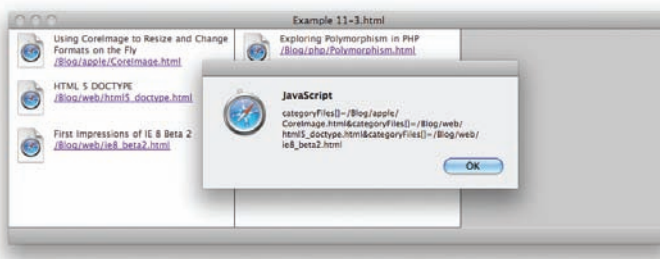 Example 11-3.html
Using CoreImage to Resize and Change
Formats on the Fly
/Blog/apple/CoreImage.html
HTML 5 DOCTYPE
/Blog/web/html5_doctype.html
First Impressions of IE 8 Beta 2
/Blog/web/ie8_beta2.html
Exploring Polymorphism in PHP
/Blog/php/Polymorphism.html
JavaScript
categoryFiles[]=/Blog/apple/
CoreImage.html&categoryFiles[]=/Blog/web/
html5_doctype.html&categoryFiles[]=/Blog/web/
ie8_beta2.html
OK